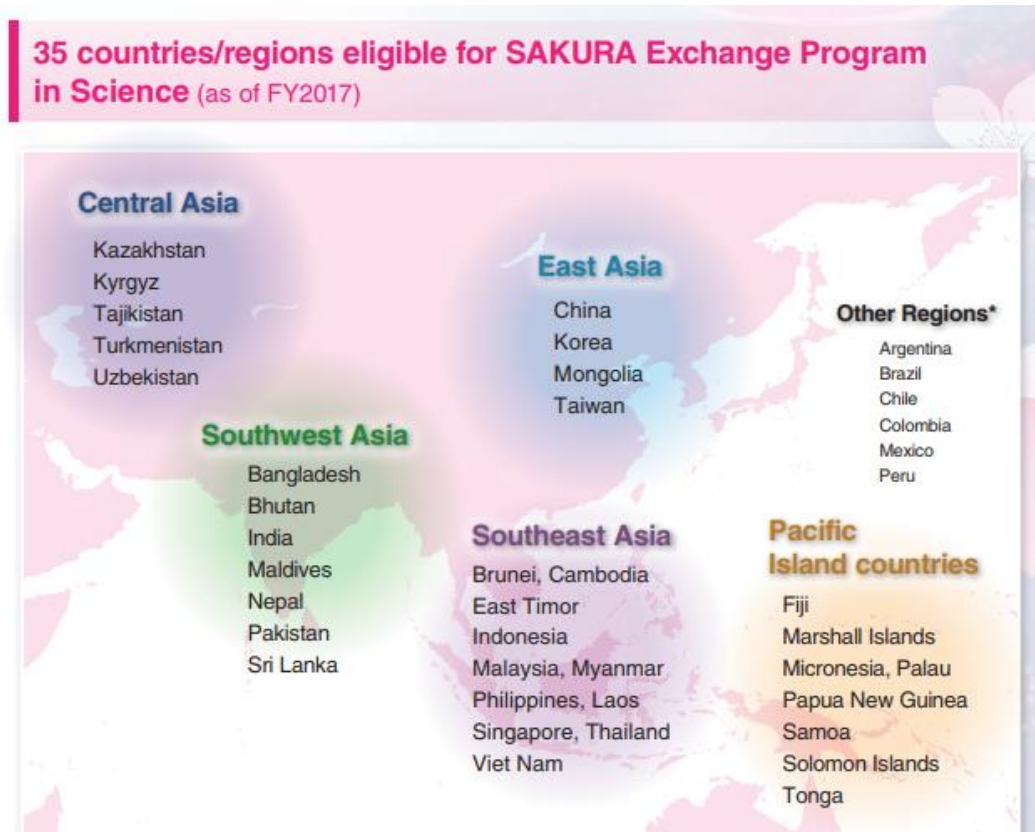 35 countries/regions eligible for SAKURA Exchange Program
in Science (as of FY2017)
Central Asia
Kazakhstan
Kyrgyz
Tajikistan
Turkmenistan
Uzbekistan
East Asia
China
Korea
Mongolia
Taiwan
Other Regions*
Argentina
Brazil
Chile
Colombia
Mexico
Peru
Southwest Asia
Bangladesh
Bhutan
India
Maldives
Nepal
Pakistan
Sri Lanka
Southeast Asia
Brunei, Cambodia
East Timor
Indonesia
Malaysia, Myanmar
Philippines, Laos
Singapore, Thailand
Viet Nam
Pacific
Island countries
Fiji
Marshall Islands
Micronesia, Palau
Papua New Guinea
Samoa
Solomon Islands
Tonga